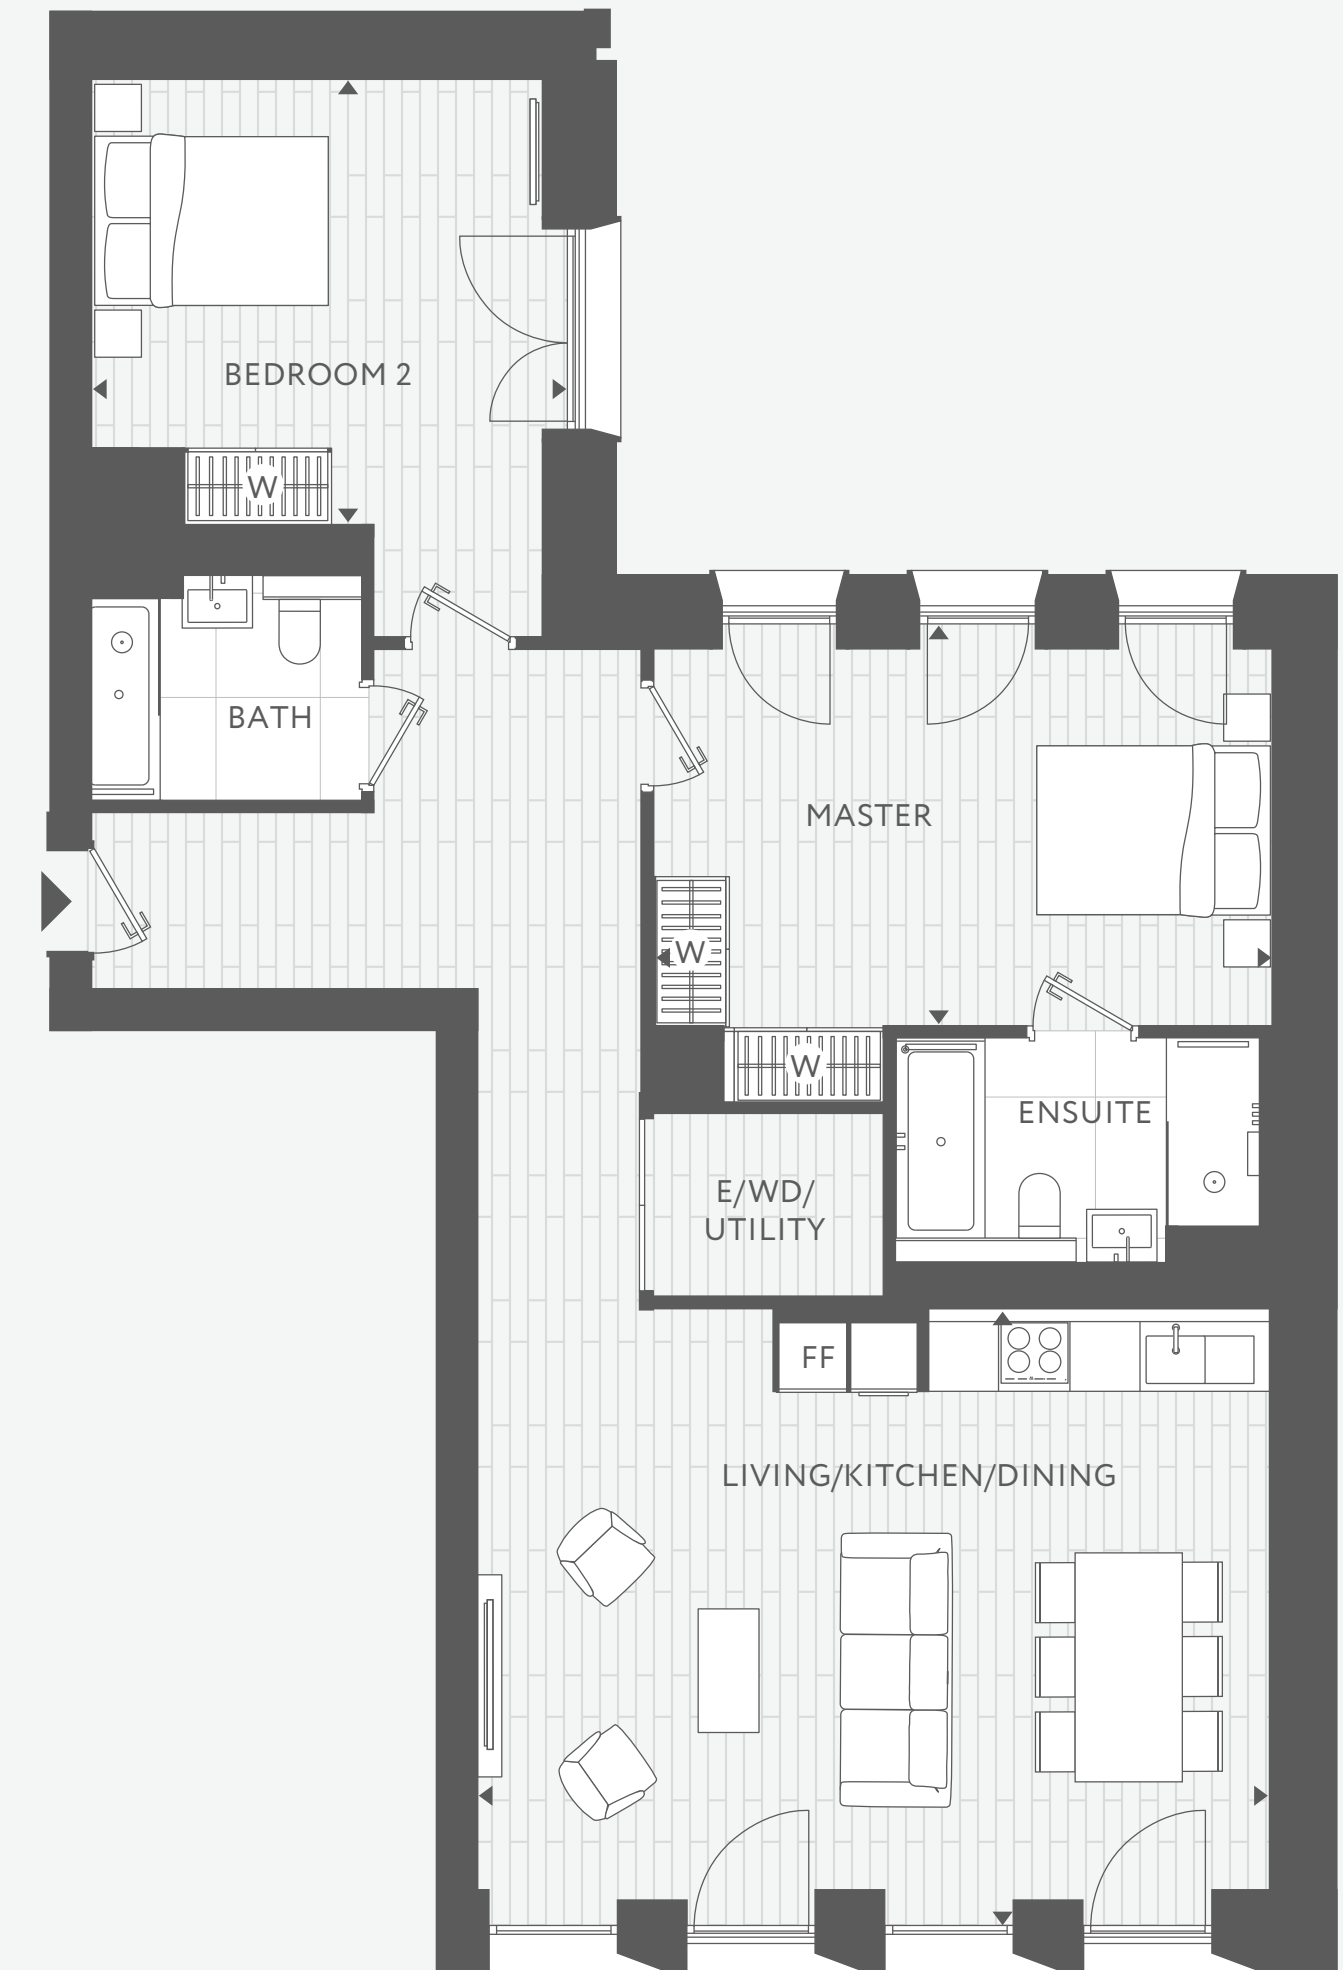 BEDROOM 2
W
BATH
MASTER
W
W
ENSUITE
E/WD/
UTILITY
FF
LIVING/KITCHEN/DINING